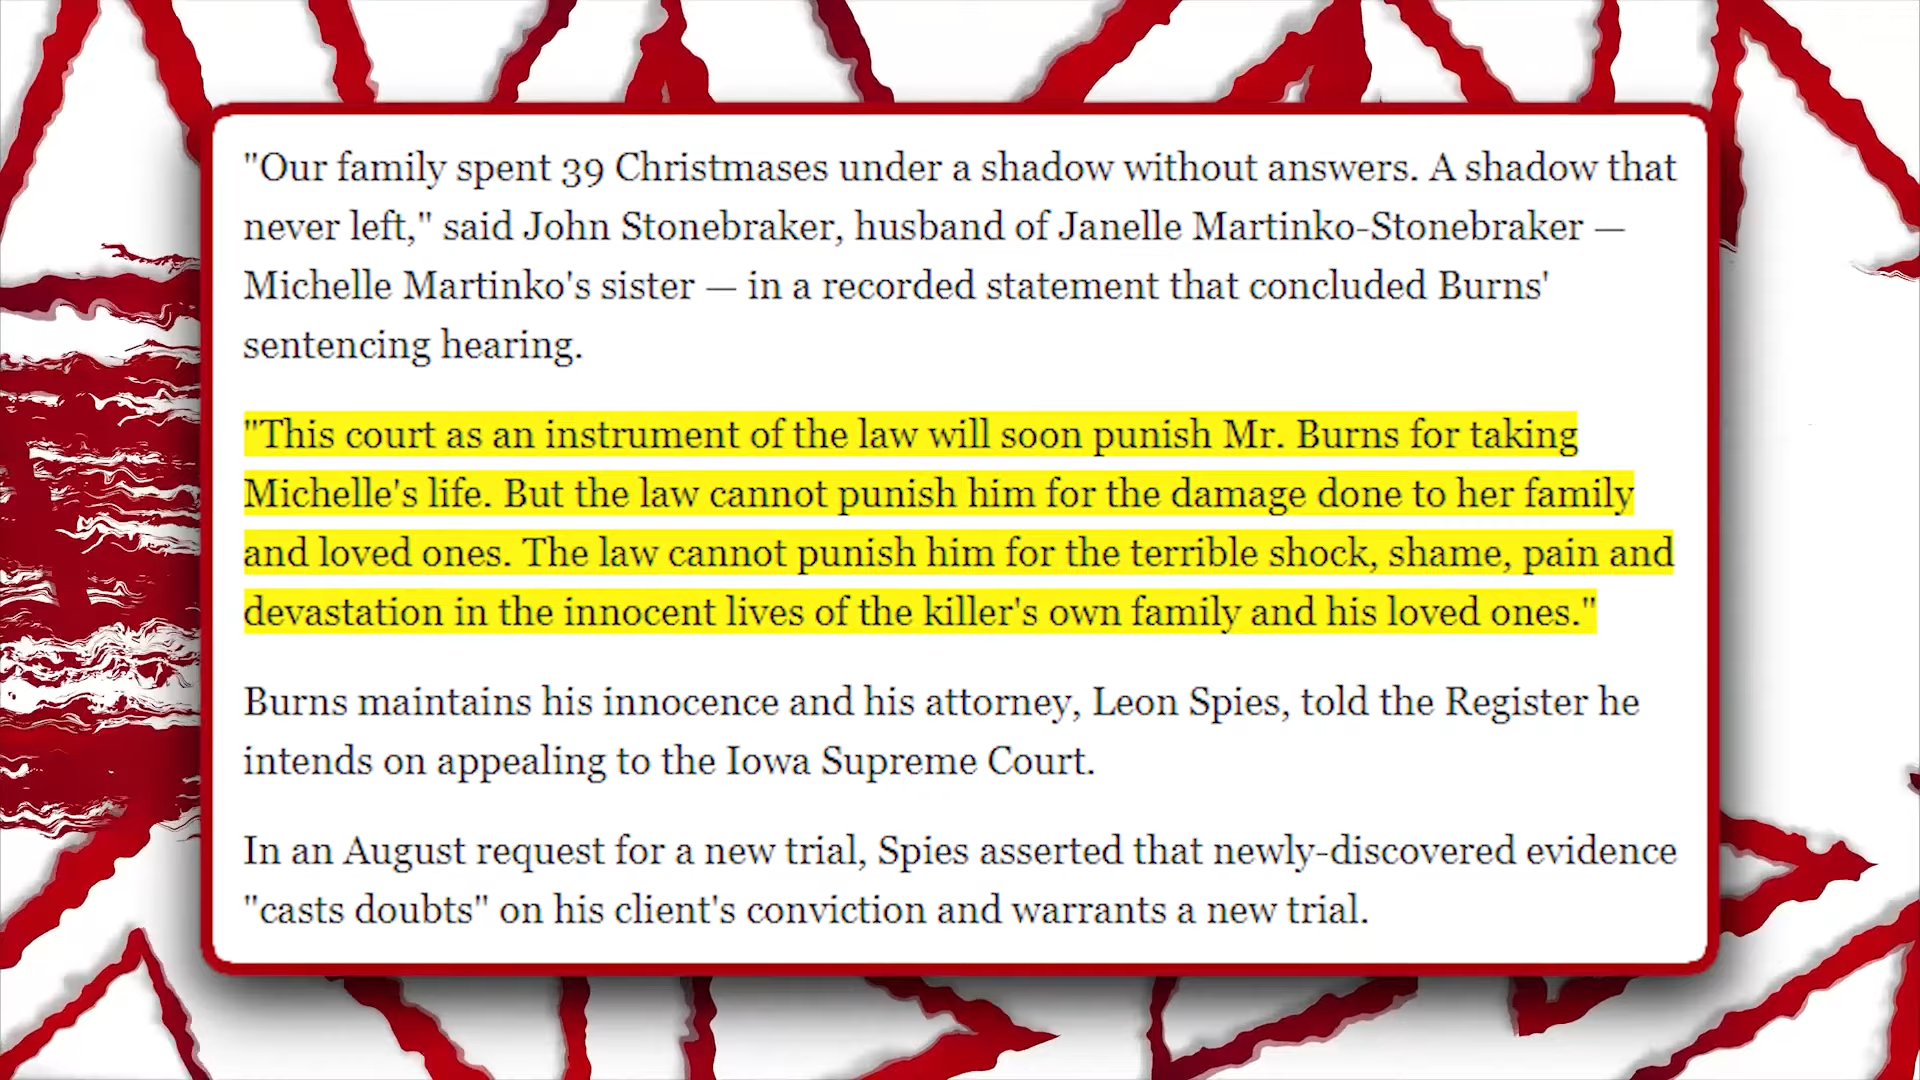 "Our family spent 39 Christmases under a shadow without answers. A shadow that
never left," said John Stonebraker, husband of Janelle Martinko-Stonebraker —
Michelle Martinko's sister — in a recorded statement that concluded Burns'
sentencing hearing.
"This court as an instrument of the law will soon punish Mr. Burns for taking
Michelle's life. But the law cannot punish him for the damage done to her family
and loved ones. The law cannot punish him for the terrible shock, shame, pain and
devastation in the innocent lives of the killer's own family and his loved ones."
Burns maintains his innocence and his attorney, Leon Spies, told the Register he
intends on appealing to the Iowa Supreme Court.
In an August request for a new trial, Spies asserted that newly-discovered evidence
"casts doubts" on his client's conviction and warrants a new trial.